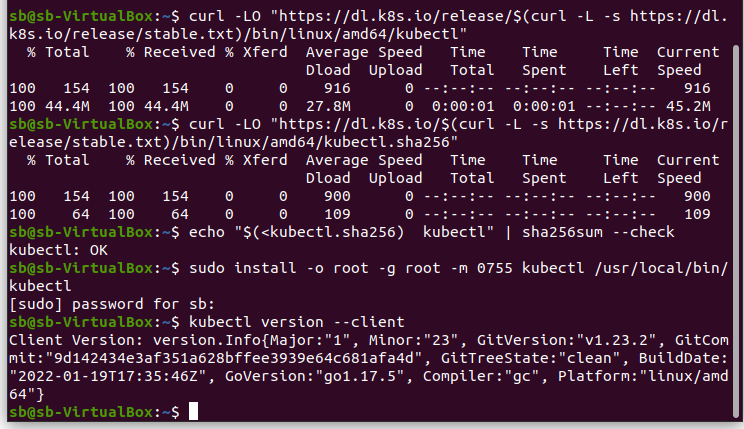 sb@sb-VirtualBox:~$ curl -LO "https://dl.k8s.io/release/$(curl -L -s https://dl.
k8s.io/release/stable.txt)/bin/linux/amd64/kubectl"
  % Total    % Received % Xferd  Average Speed   Time    Time     Time  Current
                                 Dload  Upload   Total   Spent    Left  Speed
100   154  100   154    0     0    916      0 --:--:-- --:--:-- --:--:--   916
100 44.4M  100 44.4M    0     0  27.8M      0  0:00:01  0:00:01 --:--:-- 45.2M
sb@sb-VirtualBox:~$ curl -LO "https://dl.k8s.io/$(curl -L -s https://dl.k8s.io/r
elease/stable.txt)/bin/linux/amd64/kubectl.sha256"
  % Total    % Received % Xferd  Average Speed   Time    Time     Time  Current
                                 Dload  Upload   Total   Spent    Left  Speed
100   154  100   154    0     0    900      0 --:--:-- --:--:-- --:--:--   900
100    64  100    64    0     0    109      0 --:--:-- --:--:-- --:--:--   109
sb@sb-VirtualBox:~$ echo "$(<kubectl.sha256)  kubectl" | sha256sum --check
kubectl: OK
sb@sb-VirtualBox:~$ sudo install -o root -g root -m 0755 kubectl /usr/local/bin/
kubectl
[sudo] password for sb:
sb@sb-VirtualBox:~$ kubectl version --client
Client Version: version.Info{Major:"1", Minor:"23", GitVersion:"v1.23.2", GitCom
mit:"9d142434e3af351a628bffee3939e64c681afa4d", GitTreeState:"clean", BuildDate:
"2022-01-19T17:35:46Z", GoVersion:"go1.17.5", Compiler:"gc", Platform:"linux/amd
64"}
sb@sb-VirtualBox:~$